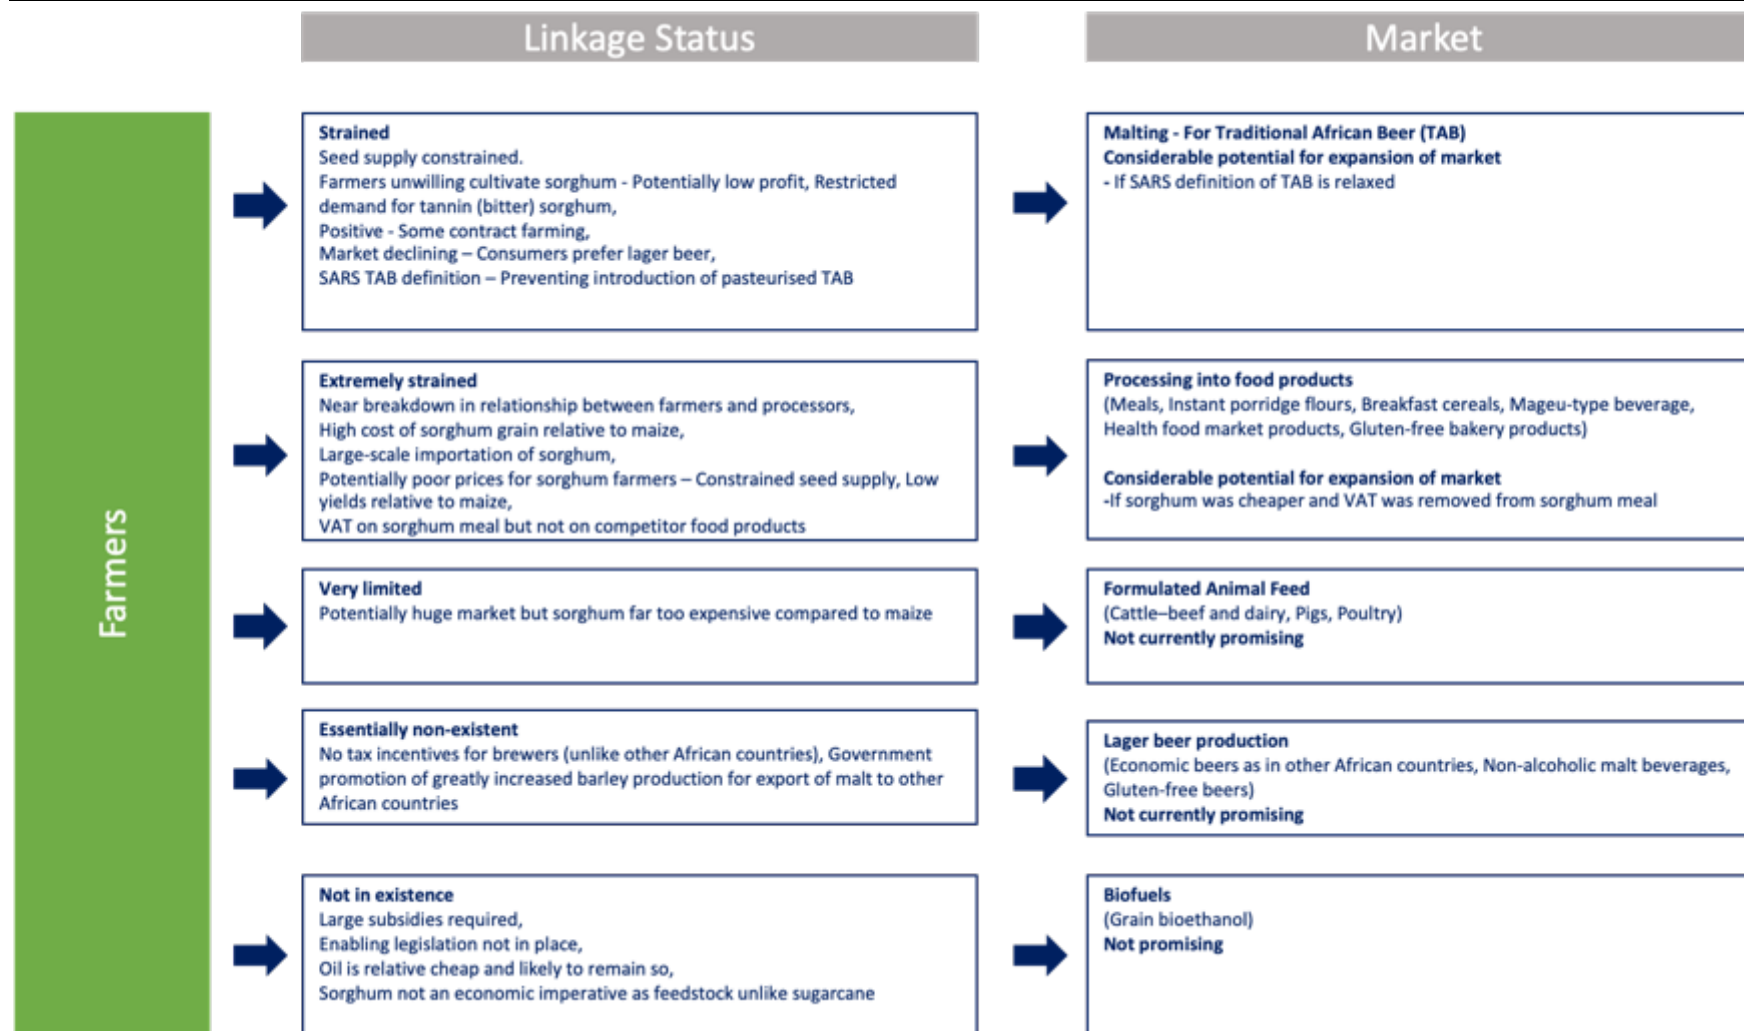 Linkage Status
Market
Farmers
Strained
Seed supply constrained.
Farmers unwilling cultivate sorghum - Potentially low profit, Restricted
demand for tannin (bitter) sorghum,
Positive - Some contract farming,
Market declining – Consumers prefer lager beer,
SARS TAB definition – Preventing introduction of pasteurised TAB
Malting - For Traditional African Beer (TAB)
Considerable potential for expansion of market
- If SARS definition of TAB is relaxed
Extremely strained
Near breakdown in relationship between farmers and processors,
High cost of sorghum grain relative to maize,
Large-scale importation of sorghum,
Potentially poor prices for sorghum farmers – Constrained seed supply, Low
yields relative to maize,
VAT on sorghum meal but not on competitor food products
Processing into food products
(Meals, Instant porridge flours, Breakfast cereals, Mageu-type beverage,
Health food market products, Gluten-free bakery products)
Considerable potential for expansion of market
-If sorghum was cheaper and VAT was removed from sorghum meal
Very limited
Potentially huge market but sorghum far too expensive compared to maize
Formulated Animal Feed
(Cattle–beef and dairy, Pigs, Poultry)
Not currently promising
Essentially non-existent
No tax incentives for brewers (unlike other African countries), Government
promotion of greatly increased barley production for export of malt to other
African countries
Lager beer production
(Economic beers as in other African countries, Non-alcoholic malt beverages,
Gluten-free beers)
Not currently promising
Not in existence
Large subsidies required,
Enabling legislation not in place,
Oil is relative cheap and likely to remain so,
Sorghum not an economic imperative as feedstock unlike sugarcane
Biofuels
(Grain bioethanol)
Not promising